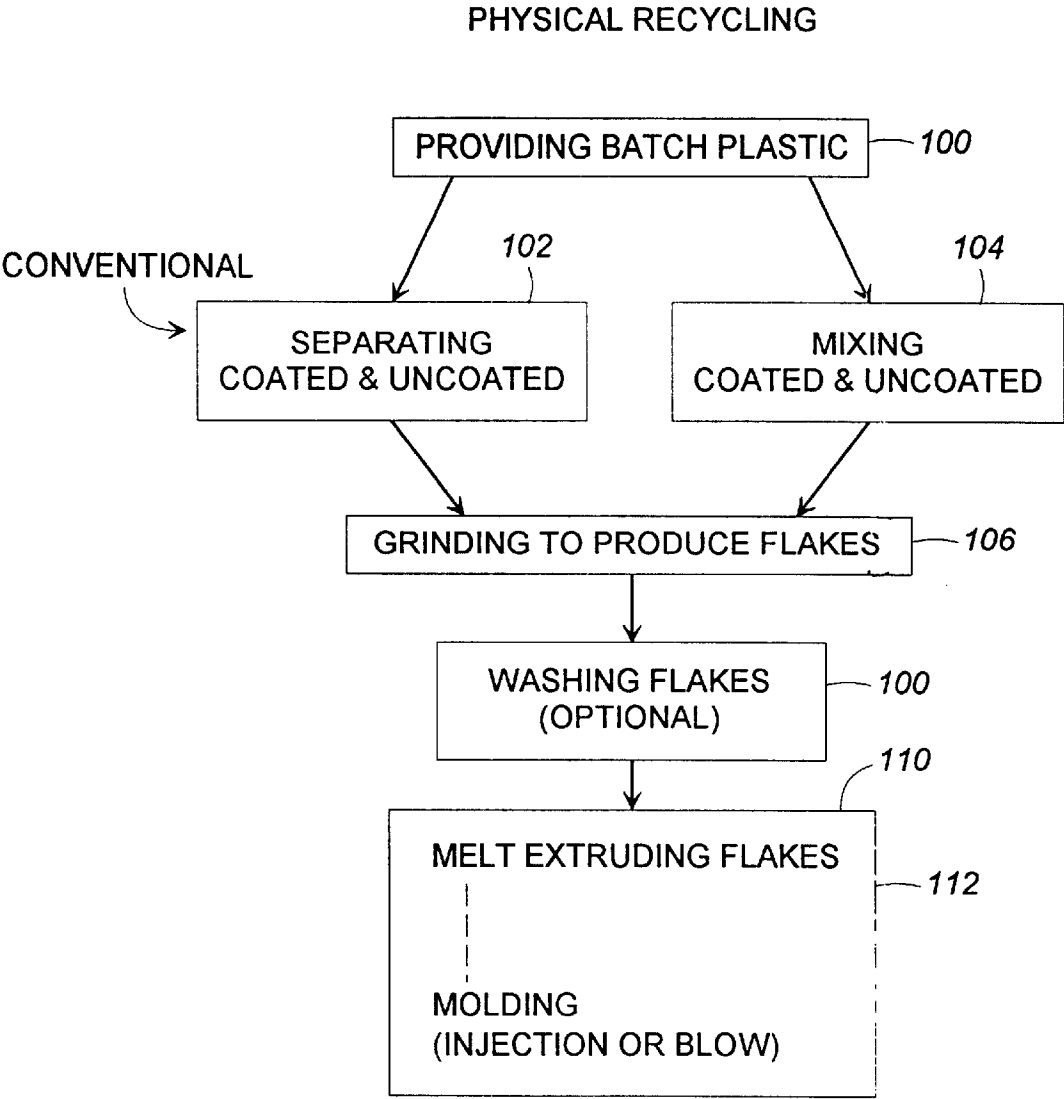 PHYSICAL RECYCLING
PROVIDING BATCH PLASTIC
100
CONVENTIONAL
102
104
SEPARATING
COATED & UNCOATED
MIXING
COATED & UNCOATED
GRINDING TO PRODUCE FLAKES
106
WASHING FLAKES
(OPTIONAL)
100
110
MELT EXTRUDING FLAKES
112
MOLDING
(INJECTION OR BLOW)